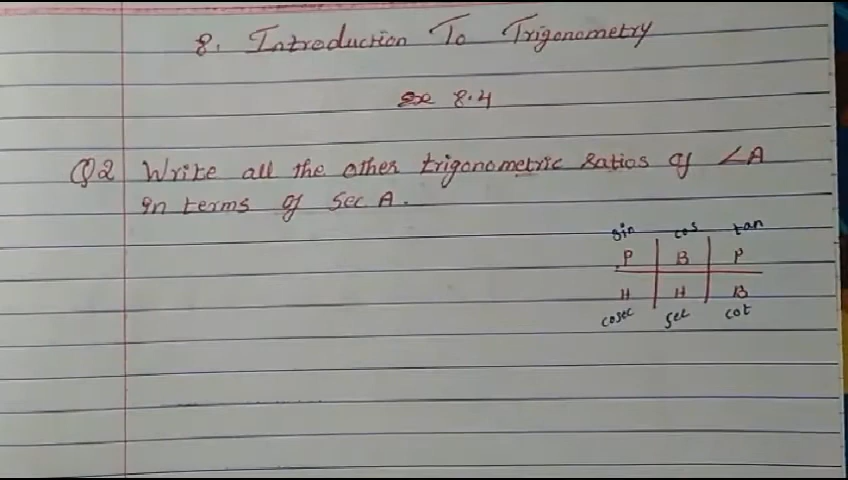 8. Introduction To Trigonometry
Ex 8.4
Q2 Write all the other trigonometric Ratios of ∠A
in terms of Sec A.
sin cos tan
P B P
H H B
cosec sec cot